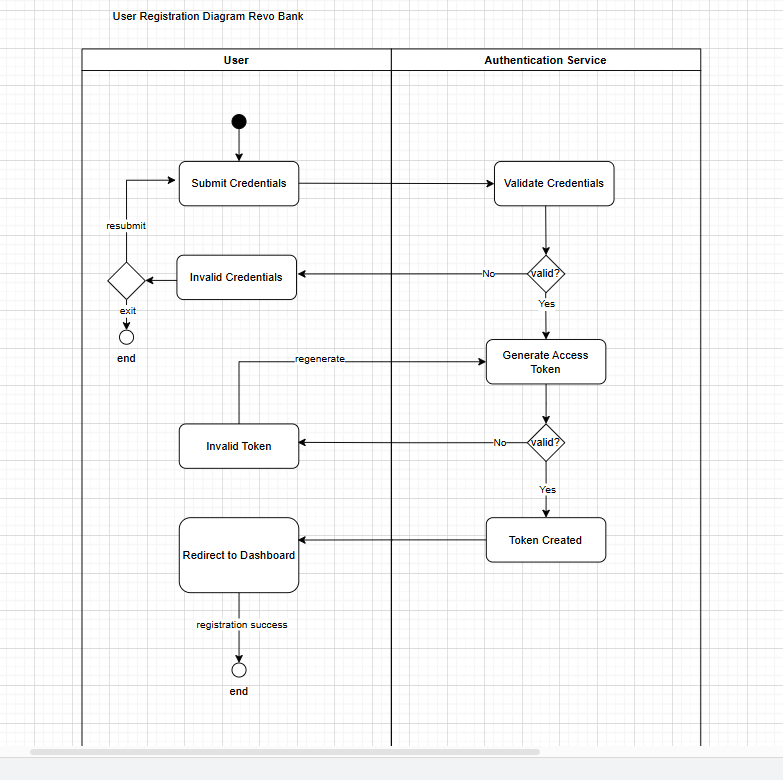 User Registration Diagram Revo Bank
User
Authentication Service
Submit Credentials
Validate Credentials
resubmit
Invalid Credentials
No
valid?
Yes
exit
end
Generate Access
Token
regenerate
Invalid Token
No
valid?
Yes
Token Created
Redirect to Dashboard
registration success
end